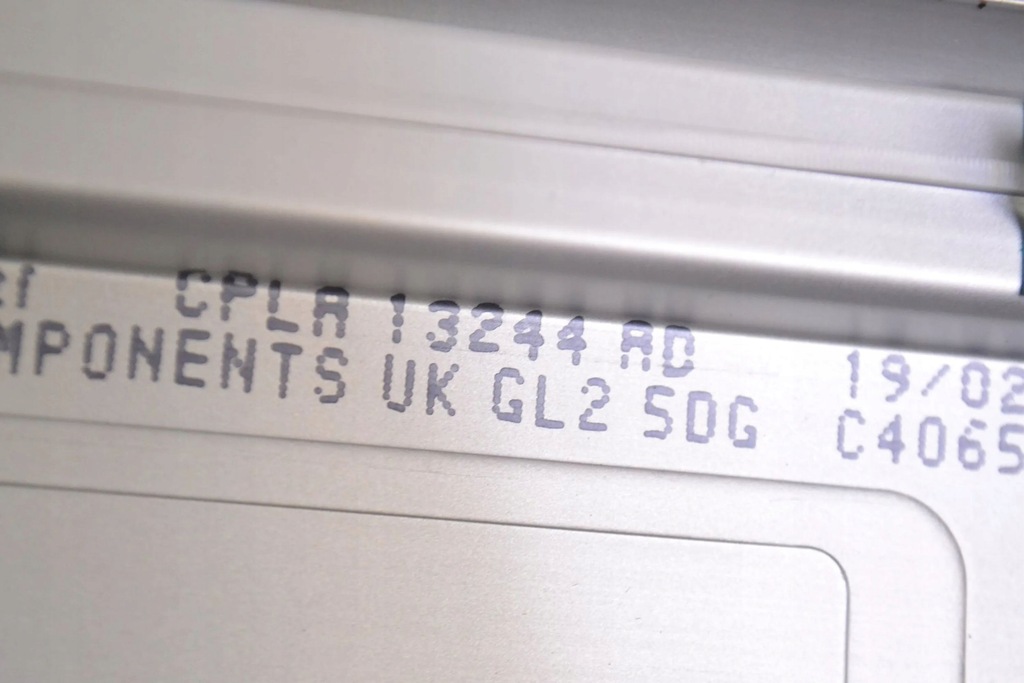 CPLA 13244 AD 19/02
MPONENTS UK GL2 5DG C4065